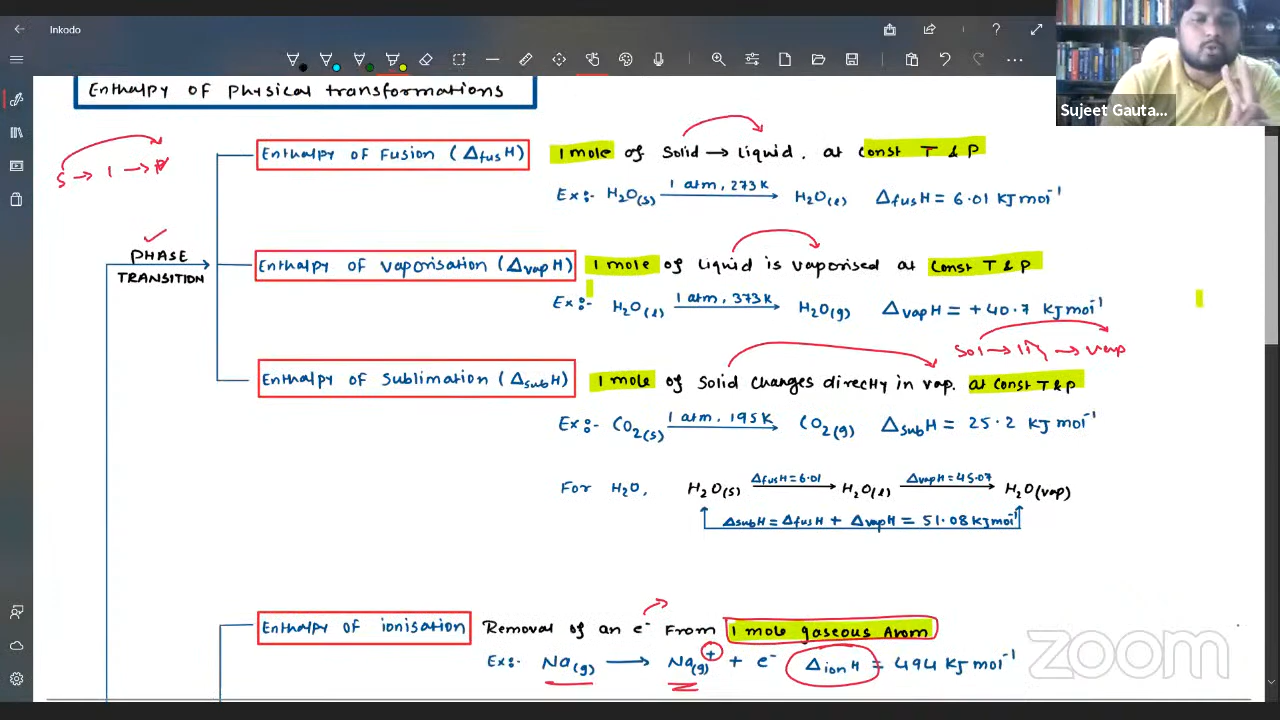 Inkodo
Sujeet Gauta...
Enthalpy of Physical transformations
S → l →
Enthalpy of Fusion (ΔfusH) 1 mole of Solid → Liquid. at Const T & P
Ex:- H2O(s) 1 atm, 273K → H2O(l) ΔfusH = 6.01 KJ mol⁻¹
PHASE TRANSITION
Enthalpy of vaporisation (ΔvapH) 1 mole of Liquid is vaporised at Const T & P
Ex:- H2O(l) 1 atm, 373K → H2O(g) ΔvapH = +40.7 KJ mol⁻¹
Sol → liq → vap
Enthalpy of Sublimation (ΔsubH) 1 mole of Solid Changes directly in vap. at Const T & P
Ex:- CO2(s) 1 atm, 195K → CO2(g) ΔsubH = 25.2 KJ mol⁻¹
For H2O, H2O(s) ΔfusH = 6.01 → H2O(l) ΔvapH = 45.07 → H2O(vap)
ΔsubH = ΔfusH + ΔvapH = 51.08 KJ mol⁻¹
Enthalpy of ionisation Removal of an e⁻ From 1 mole gaseous Atom
Ex:- Na(g) → Na(g)⁺ + e⁻ ΔionH = 494 KJ mol⁻¹
zoom